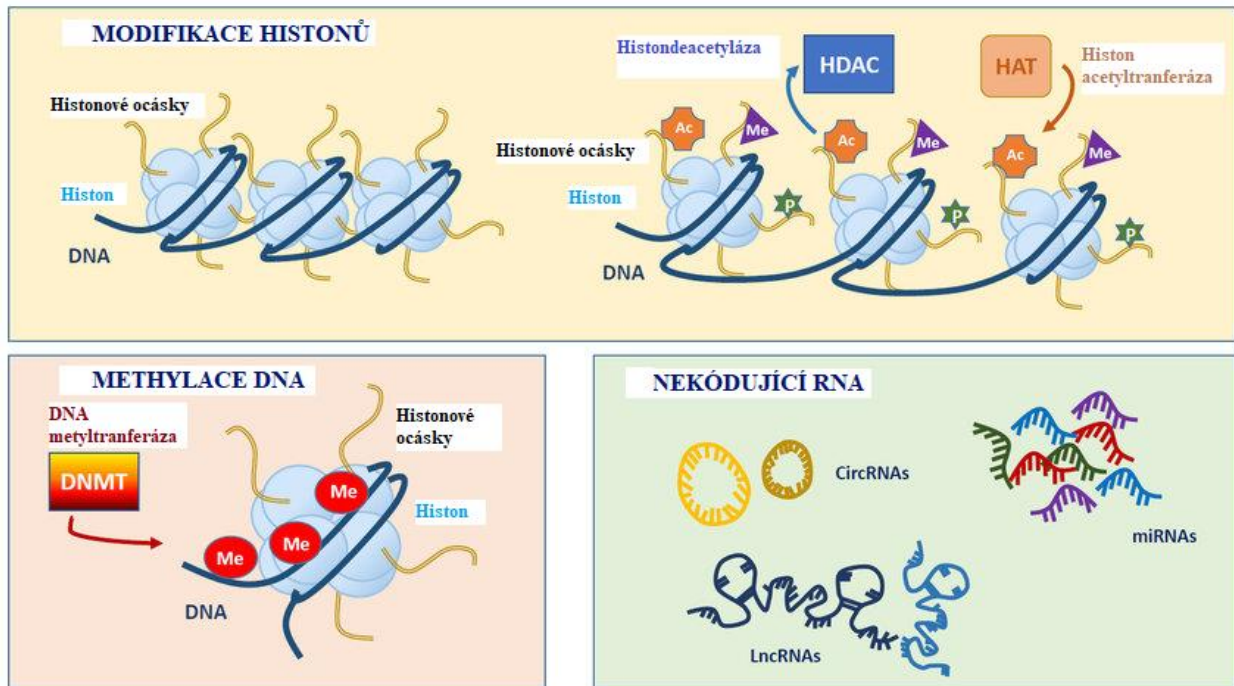 MODIFIKACE HISTONŮ
Histonové ocásky
Histon
DNA
Histondeacetyláza
HDAC
HAT
Histon
acetyltranferáza
Histonové ocásky
Histon
DNA
Ac
Me
P
Ac
Me
P
Ac
Me
P
METHYLACE DNA
DNA
metyltranferáza
DNMT
Histonové
ocásky
Histon
Me
Me
Me
DNA
NEKÓDUJÍCÍ RNA
CircRNAs
miRNAs
LncRNAs